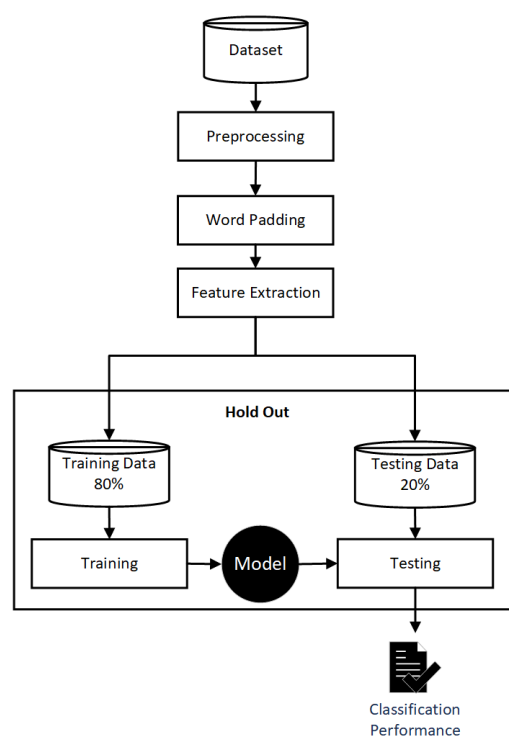 Dataset
Preprocessing
Word Padding
Feature Extraction
Hold Out
Training Data
80%
Testing Data
20%
Training
Model
Testing
Classification
Performance